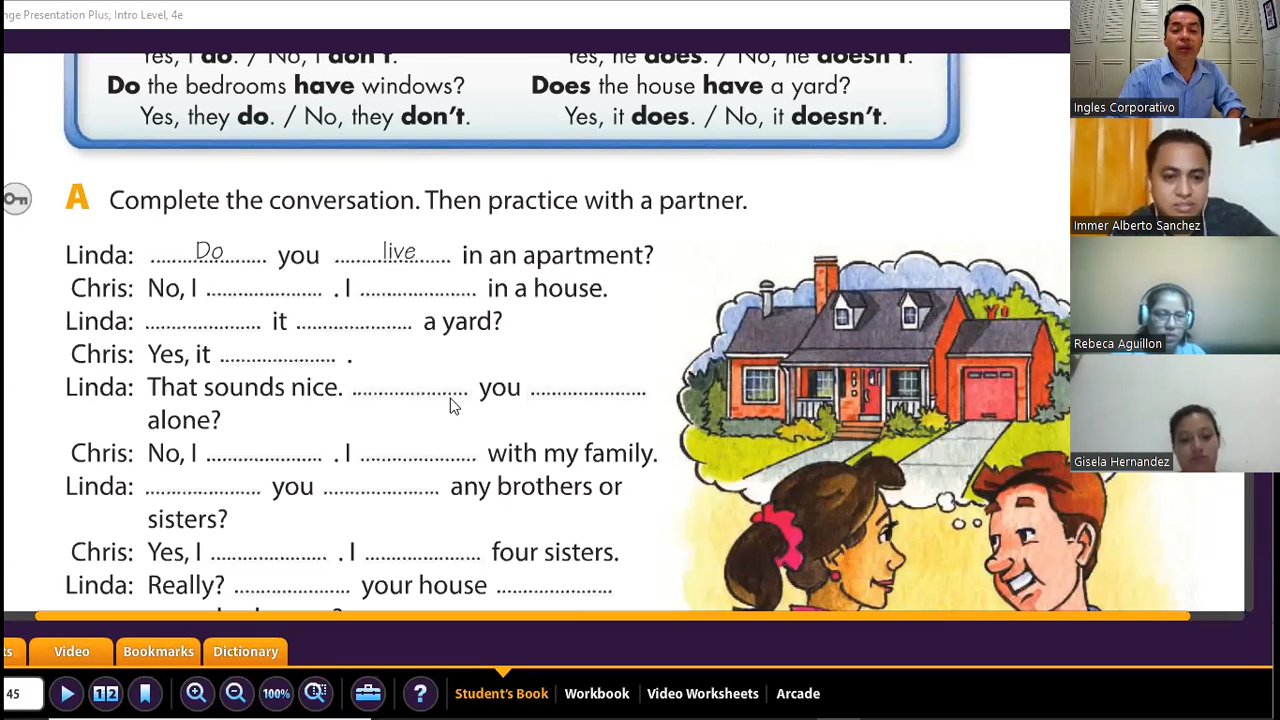 nge Presentation Plus, Intro Level, 4e
Yes, I do. / No, I don't. Yes, he does. / No, he doesn't.
Do the bedrooms have windows? Does the house have a yard?
Yes, they do. / No, they don't. Yes, it does. / No, it doesn't.
A Complete the conversation. Then practice with a partner.
Linda: ........Do........ you ........live........ in an apartment?
Chris: No, I ..................... . I ..................... in a house.
Linda: ..................... it ..................... a yard?
Chris: Yes, it ..................... .
Linda: That sounds nice. ..................... you .....................
alone?
Chris: No, I ..................... . I ..................... with my family.
Linda: ..................... you ..................... any brothers or
sisters?
Chris: Yes, I ..................... . I ..................... four sisters.
Linda: Really? ..................... your house .....................
Ingles Corporativo
Immer Alberto Sanchez
Rebeca Aguillon
Gisela Hernandez
ts Video Bookmarks Dictionary
45 1 2 100% ? Student's Book Workbook Video Worksheets Arcade